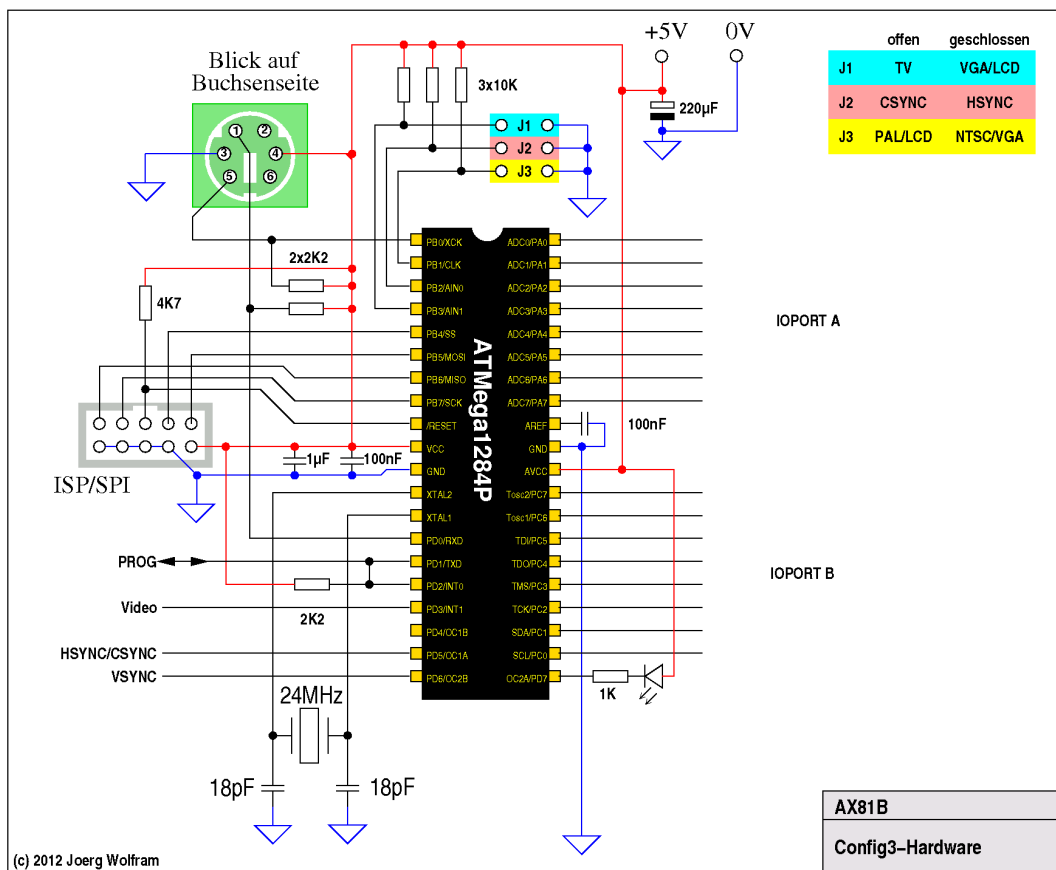 +5V 0V
Blick auf
Buchsenseite
1 2
3 4
5 6
3x10K
J1
J2
J3
220µF
offen geschlossen
J1 TV VGA/LCD
J2 CSYNC HSYNC
J3 PAL/LCD NTSC/VGA
2x2K2
4K7
ISP/SPI
1µF
100nF
PROG
2K2
Video
HSYNC/CSYNC
VSYNC
24MHz
18pF
18pF
ATMega1284P
PB0/XCK
PB1/CLK
PB2/AIN0
PB3/AIN1
PB4/SS
PB5/MOSI
PB6/MISO
PB7/SCK
/RESET
VCC
GND
XTAL2
XTAL1
PD0/RXD
PD1/TXD
PD2/INT0
PD3/INT1
PD4/OC1B
PD5/OC1A
PD6/OC2B
ADC0/PA0
ADC1/PA1
ADC2/PA2
ADC3/PA3
ADC4/PA4
ADC5/PA5
ADC6/PA6
ADC7/PA7
AREF
GND
AVCC
Tosc2/PC7
Tosc1/PC6
TDI/PC5
TDO/PC4
TMS/PC3
TCK/PC2
SDA/PC1
SCL/PC0
OC2A/PD7
100nF
1K
IOPORT A
IOPORT B
AX81B
Config3-Hardware
(c) 2012 Joerg Wolfram